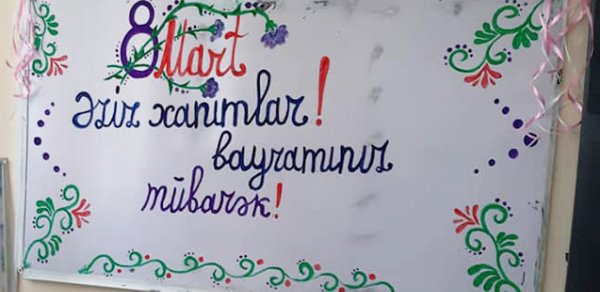 8 Mart
Əziz xanımlar!
bayramınız
mübarək!